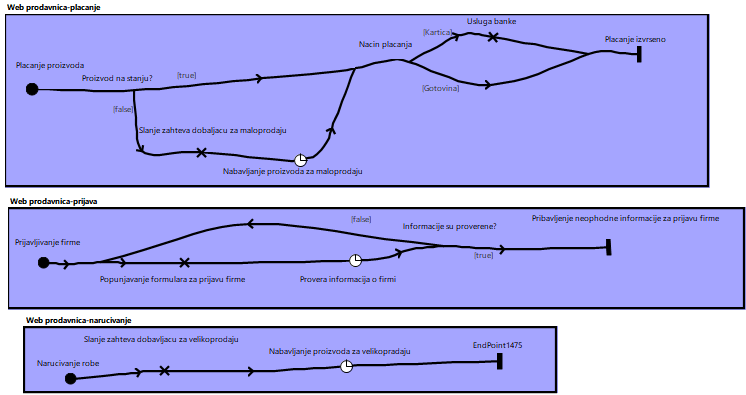 Web prodavnica-placanje
Usluga banke
[Kartica]
Nacin placanja
Placanje izvrseno
Placanje proizvoda
Proizvod na stanju?
[true]
[Gotovina]
[false]
Slanje zahteva dobaljacu za maloprodaju
Nabavljanje proizvoda za maloprodaju
Web prodavnica-prijava
[false]
Pribavljenje neophodne informacije za prijavu firme
Informacije su proverene?
Prijavljivanje firme
[true]
Popunjavanje formulara za prijavu firme
Provera informacija o firmi
Web prodavnica-narucivanje
Slanje zahteva dobavljacu za velikoprodaju
EndPoint1475
Nabavljanje proizvoda za velikopradaju
Narucivanje robe